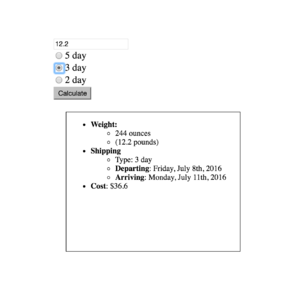 12.2
5 day
3 day
2 day
Calculate
Weight:
244 ounces
(12.2 pounds)
Shipping
Type: 3 day
Departing: Friday, July 8th, 2016
Arriving: Monday, July 11th, 2016
Cost: $36.6